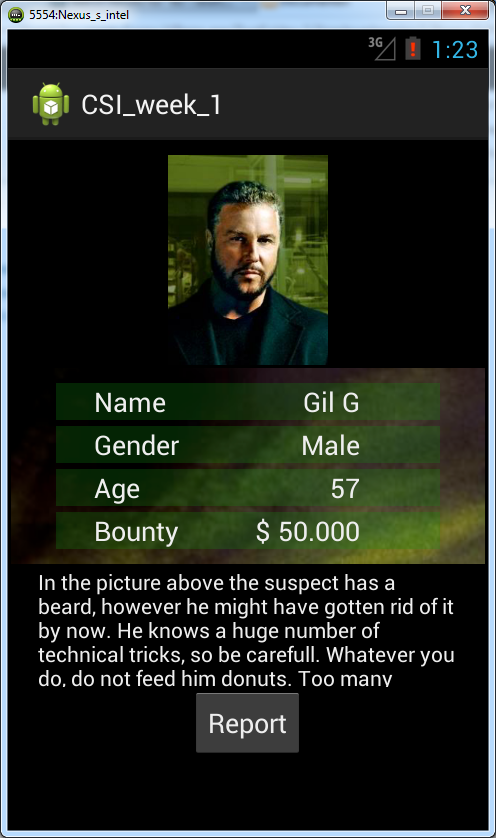 5554:Nexus_s_intel
3G
1:23
CSI_week_1
Name Gil G
Gender Male
Age 57
Bounty $ 50.000
In the picture above the suspect has a
beard, however he might have gotten rid of it
by now. He knows a huge number of
technical tricks, so be carefull. Whatever you
do, do not feed him donuts. Too many
Report